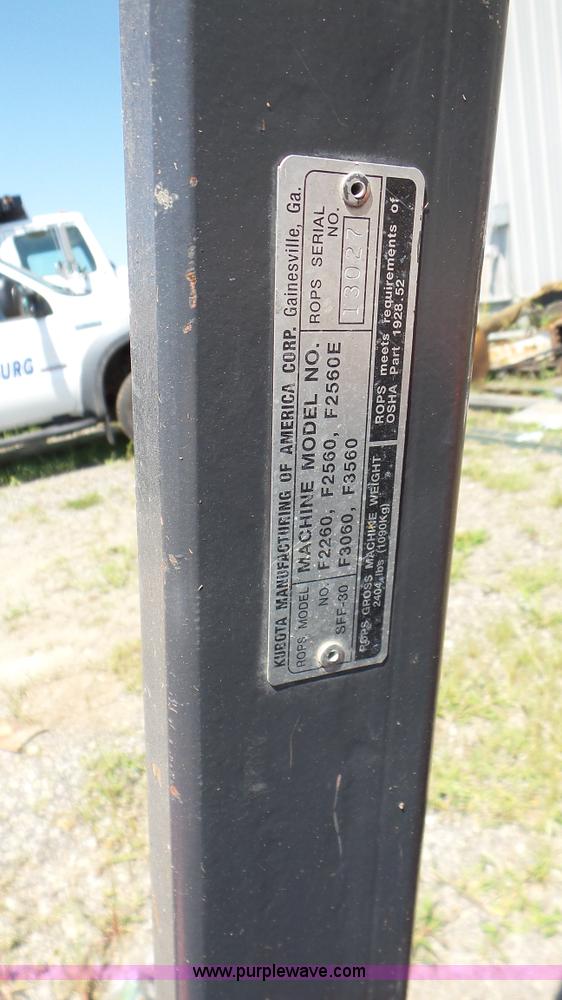 KUBOTA MANUFACTURING OF AMERICA CORP. Gainesville, Ga.
ROPS MODEL NO.
SFF-30
MACHINE MODEL NO.
F2260, F2560, F2560E
F3060, F3560
ROPS SERIAL NO.
13027
ROPS GROSS MACHINE WEIGHT
2404 lbs (1090Kg)
ROPS meets requirements of
OSHA Part 1928.52
URG
www.purplewave.com